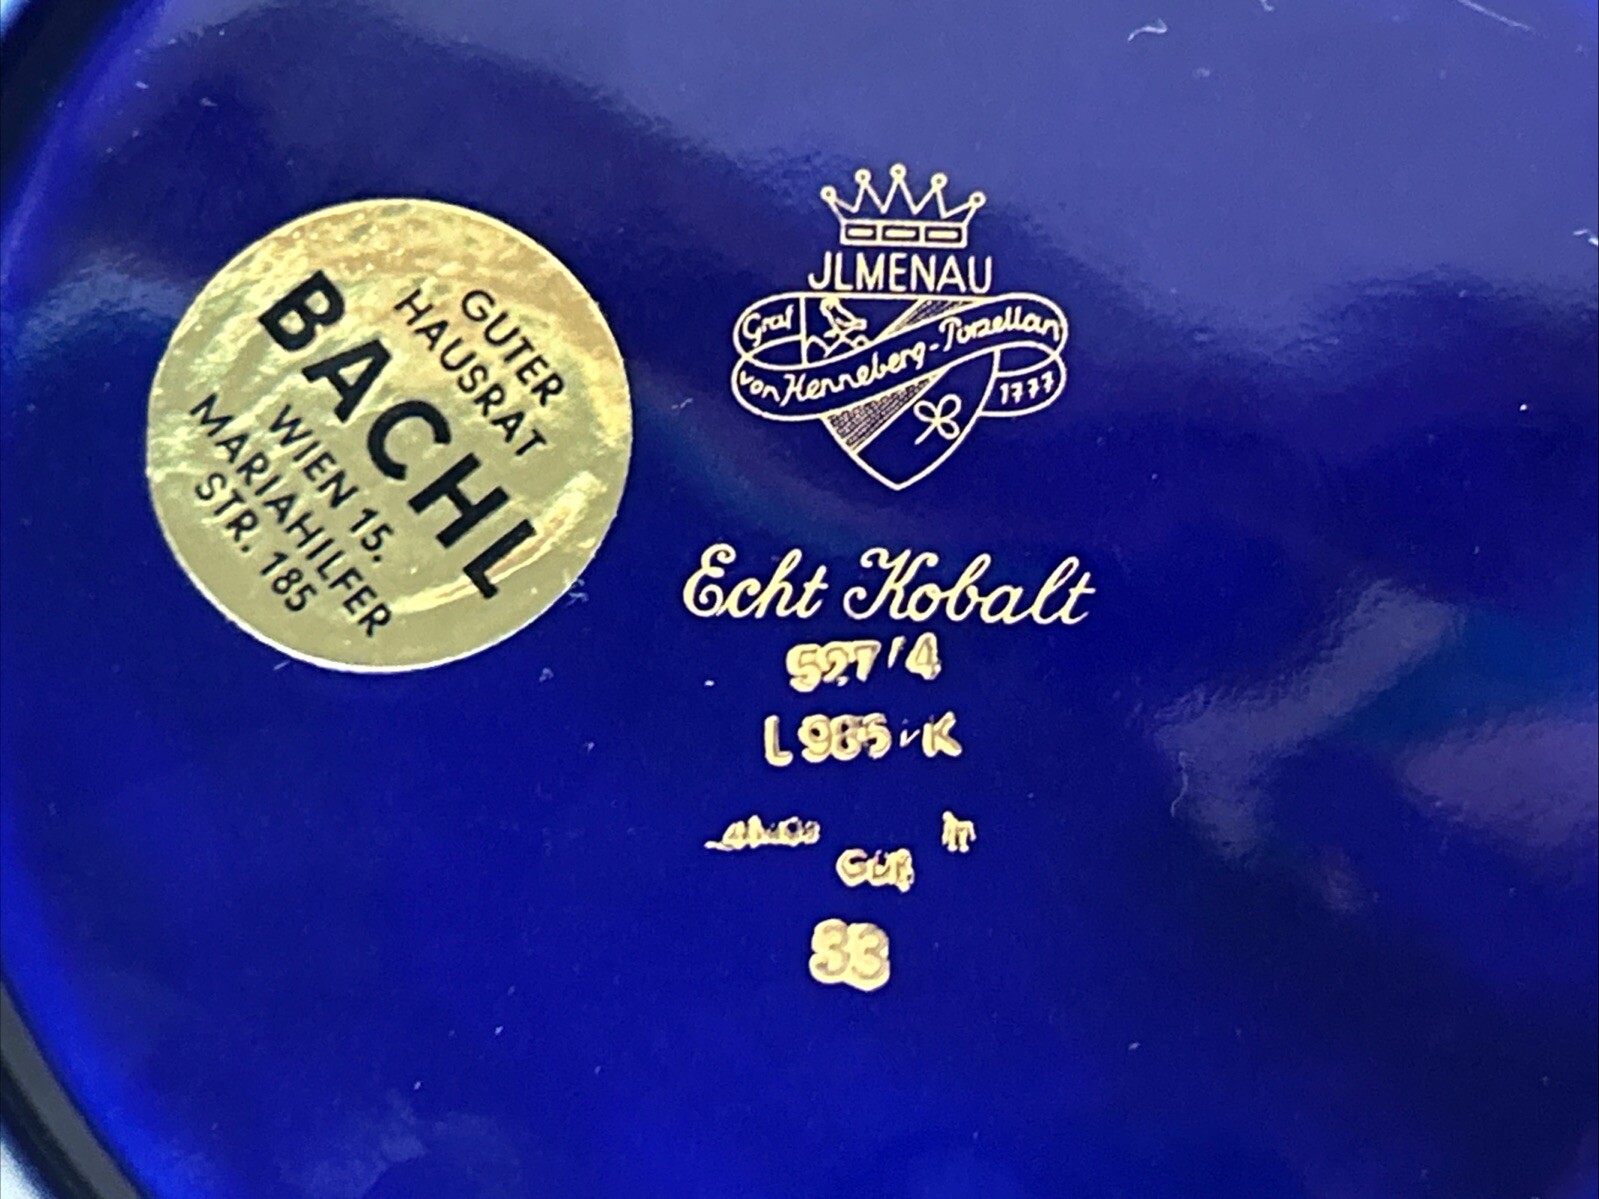 GUTER
HAUSRAT
BACHL
WIEN 15.
MARIAHILFER
STR. 185
JLMENAU
Graf
von Henneberg-Porzellan
1777
Echt Kobalt
527/4
L985/K
33